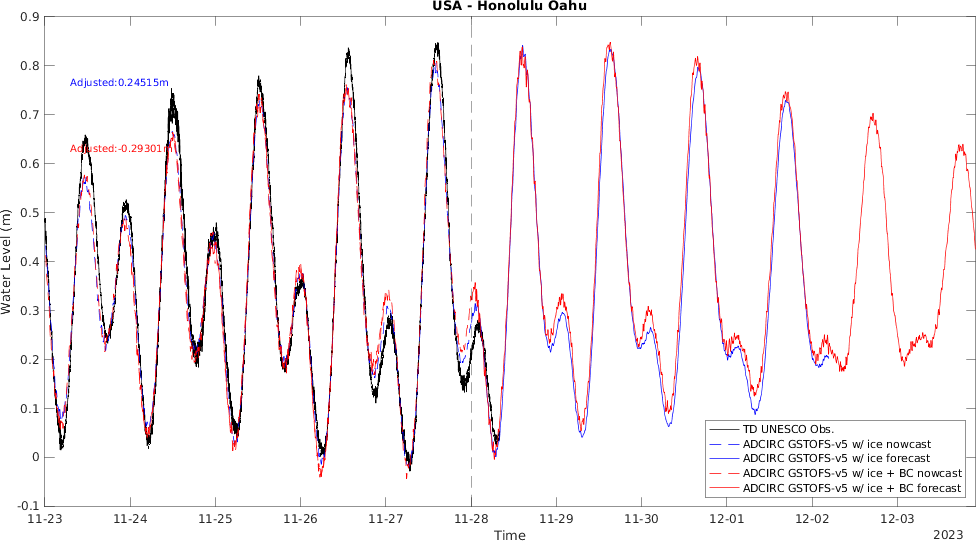 USA - Honolulu Oahu
0.9
0.8
0.7
0.6
0.5
0.4
0.3
0.2
0.1
0
-0.1
Water Level (m)
Adjusted:0.24515m
Adjusted:-0.29301m
TD UNESCO Obs.
ADCIRC GSTOFS-v5 w/ ice nowcast
ADCIRC GSTOFS-v5 w/ ice forecast
ADCIRC GSTOFS-v5 w/ ice + BC nowcast
ADCIRC GSTOFS-v5 w/ ice + BC forecast
11-23 11-24 11-25 11-26 11-27 11-28 11-29 11-30 12-01 12-02 12-03
Time
2023